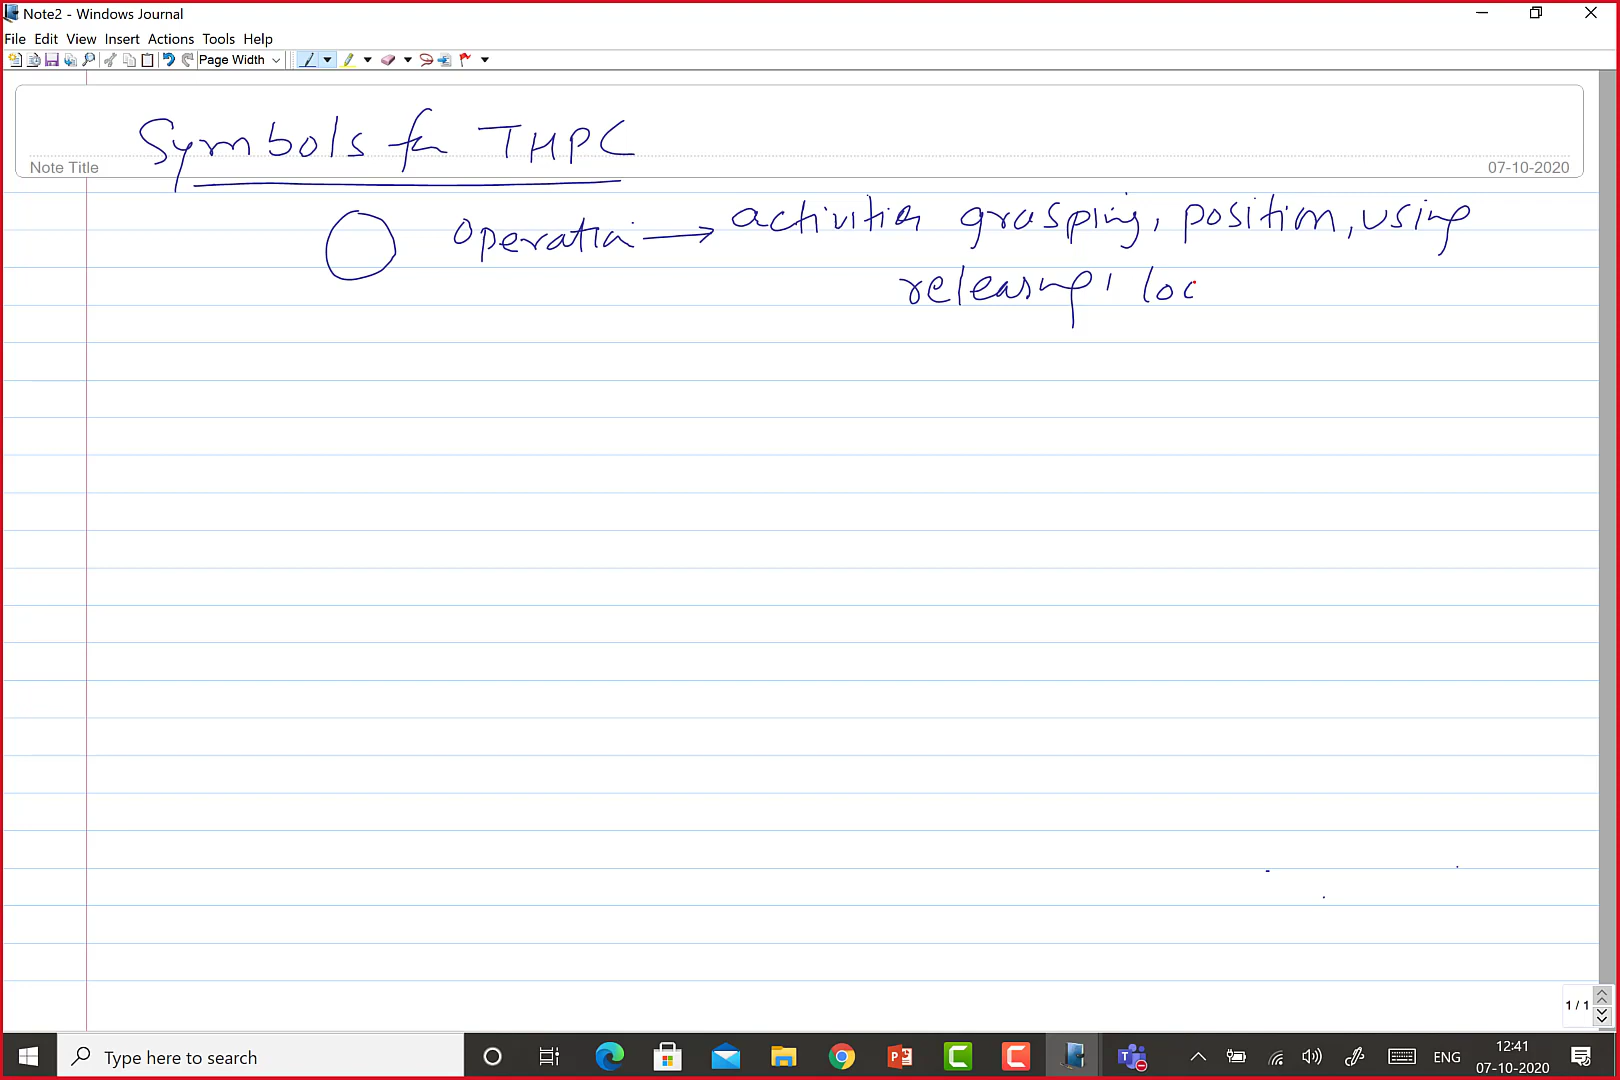 Note2 - Windows Journal
File Edit View Insert Actions Tools Help
Page Width
Symbols for THPC
Note Title
07-10-2020
Operation → activities grasping, position, using
releasing, loc
1 / 1
Type here to search
ENG
12:41
07-10-2020